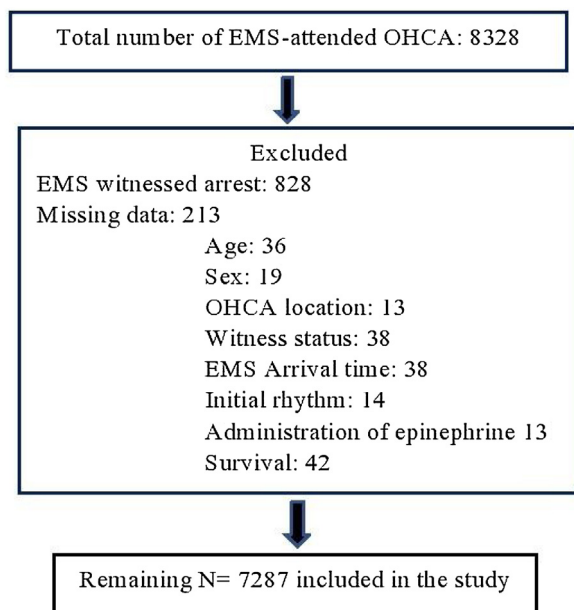 Total number of EMS-attended OHCA: 8328
Excluded
EMS witnessed arrest: 828
Missing data: 213
Age: 36
Sex: 19
OHCA location: 13
Witness status: 38
EMS Arrival time: 38
Initial rhythm: 14
Administration of epinephrine 13
Survival: 42
Remaining N= 7287 included in the study